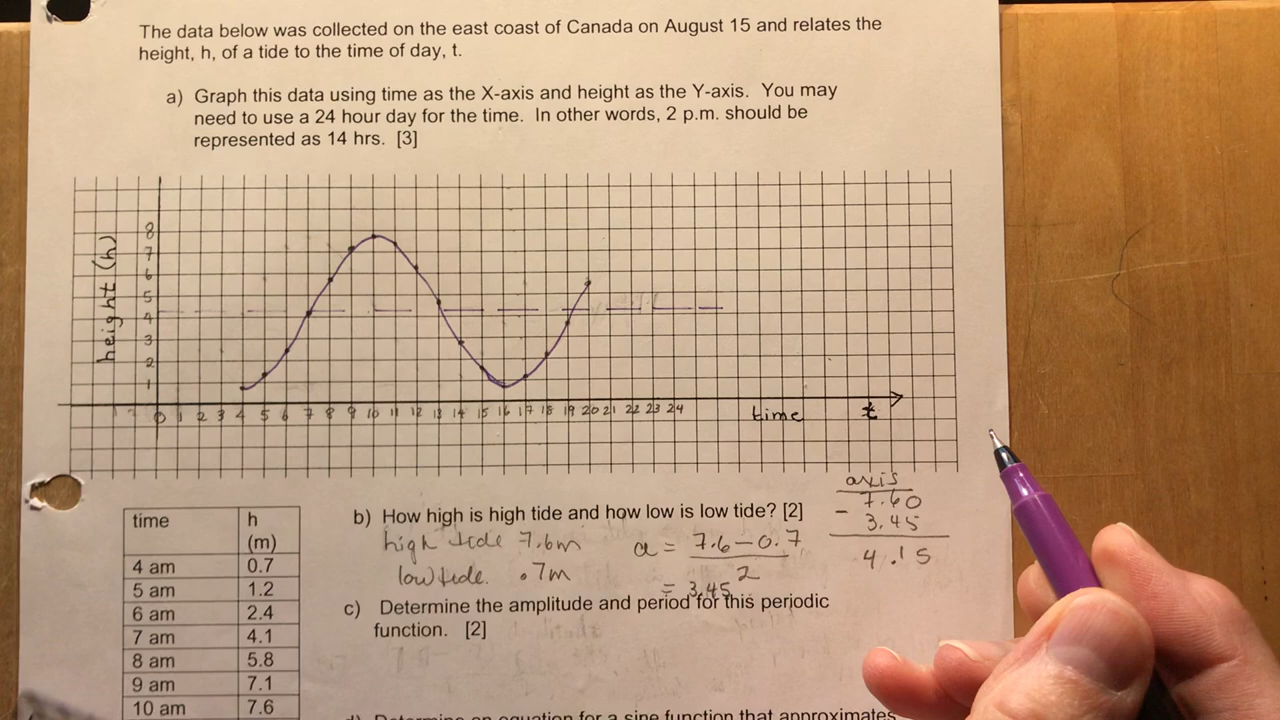 The data below was collected on the east coast of Canada on August 15 and relates the
height, h, of a tide to the time of day, t.
a) Graph this data using time as the X-axis and height as the Y-axis. You may
need to use a 24 hour day for the time. In other words, 2 p.m. should be
represented as 14 hrs. [3]
height (h)
8
7
6
5
4
3
2
1
0 1 2 3 4 5 6 7 8 9 10 11 12 13 14 15 16 17 18 19 20 21 22 23 24
time t
time h (m)
4 am 0.7
5 am 1.2
6 am 2.4
7 am 4.1
8 am 5.8
9 am 7.1
10 am 7.6
b) How high is high tide and how low is low tide? [2]
high tide 7.6m
low tide. .7m
a = 7.6 - 0.7
2
= 3.45
axis
7.60
- 3.45
4.15
c) Determine the amplitude and period for this periodic
function. [2]
d) Determine an equation for a sine function that approximates